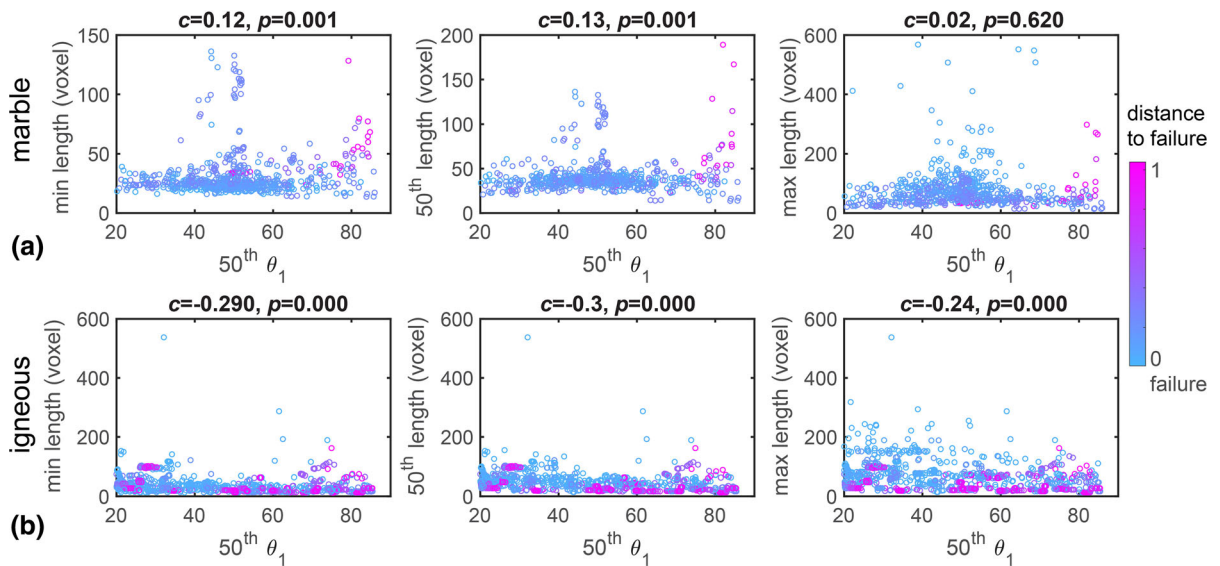 c=0.12, p=0.001
c=0.13, p=0.001
c=0.02, p=0.620
marble
min length (voxel)
150
100
50
0
20 40 60 80
50th θ1
50th length (voxel)
200
150
100
50
0
20 40 60 80
50th θ1
max length (voxel)
600
400
200
0
20 40 60 80
50th θ1
(a)
distance
to failure
1
0
failure
c=-0.290, p=0.000
c=-0.3, p=0.000
c=-0.24, p=0.000
igneous
min length (voxel)
600
400
200
0
20 40 60 80
50th θ1
50th length (voxel)
600
400
200
0
20 40 60 80
50th θ1
max length (voxel)
600
400
200
0
20 40 60 80
50th θ1
(b)